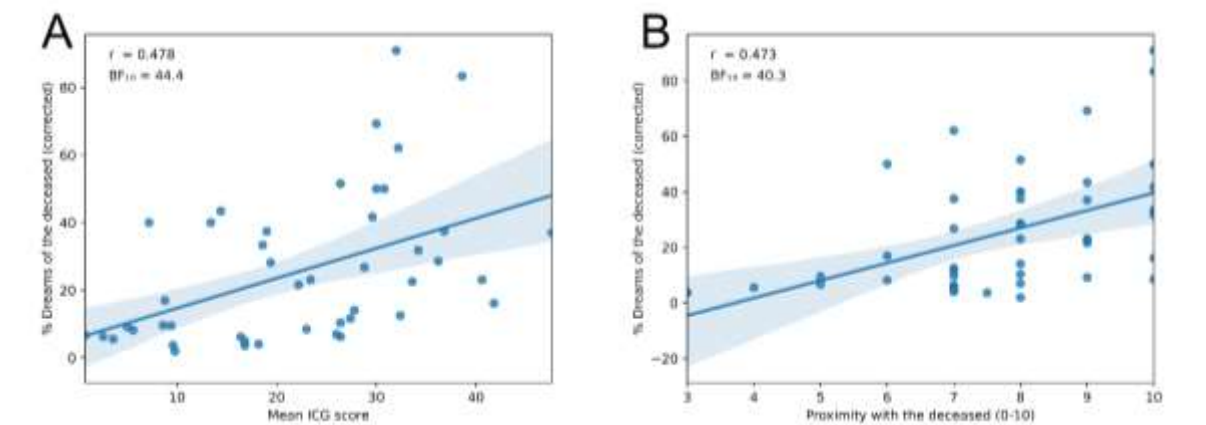 A
r = 0.478
BF₁₀ = 44.4
% Dreams of the deceased (corrected)
80
60
40
20
0
10 20 30 40
Mean ICG score
B
r = 0.473
BF₁₀ = 40.3
% Dreams of the deceased (corrected)
80
60
40
20
0
−20
3 4 5 6 7 8 9 10
Proximity with the deceased (0-10)